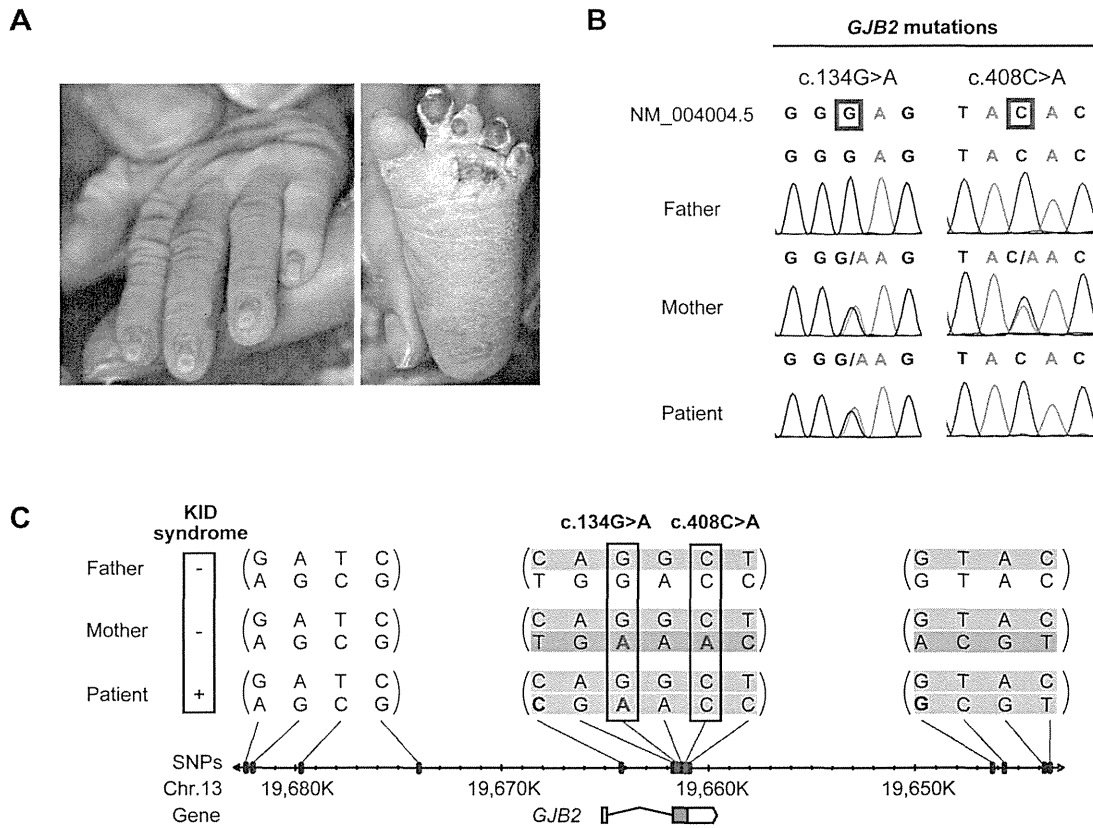 A
B
GJB2 mutations
c.134G>A c.408C>A
NM_004004.5 G G G A G T A C A C
G G G A G T A C A C
Father
G G G/A A G T A C/A A C
Mother
G G G/A A G T A C A C
Patient
C
KID syndrome
c.134G>A c.408C>A
Father - G A T C C A G G C T G T A C
A G C G T G G A C C G T A C
Mother - G A T C C A G G C T G T A C
A G C G T G A A A C A C G T
Patient + G A T C C A G G C T G T A C
A G C G C G A A C C G C G T
SNPs
Chr.13 19,680K 19,670K 19,660K 19,650K
Gene GJB2